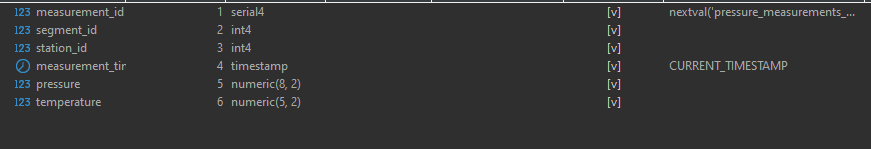 123 measurement_id 1 serial4 [v] nextval('pressure_measurements_...
123 segment_id 2 int4 [v]
123 station_id 3 int4 [v]
measurement_tir 4 timestamp [v] CURRENT_TIMESTAMP
123 pressure 5 numeric(8, 2) [v]
123 temperature 6 numeric(5, 2) [v]